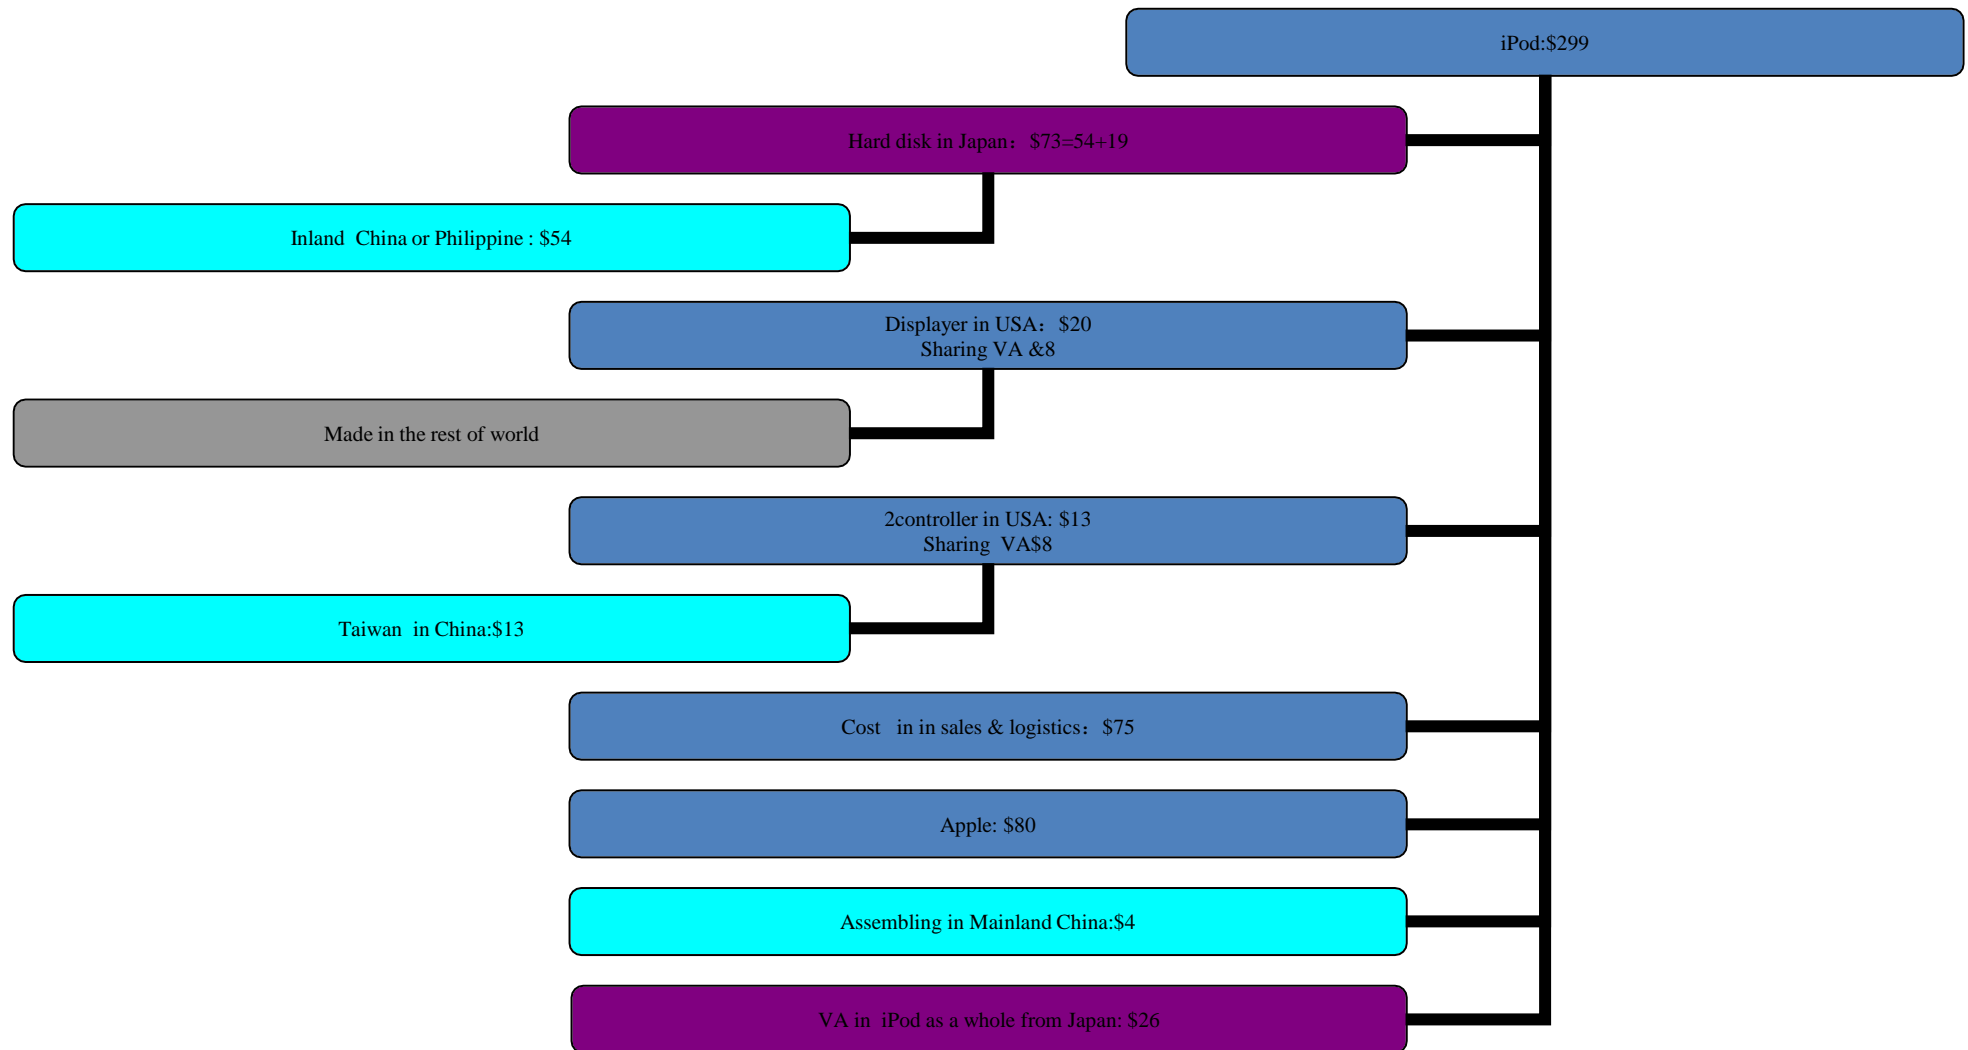 iPod:$299
Hard disk in Japan：$73=54+19
Inland  China or Philippine : $54
Displayer in USA：$20
Sharing VA &8
Made in the rest of world
2controller in USA: $13
Sharing  VA$8
Taiwan  in China:$13
Cost   in in sales & logistics：$75
Apple: $80
Assembling in Mainland China:$4
VA in  iPod as a whole from Japan: $26